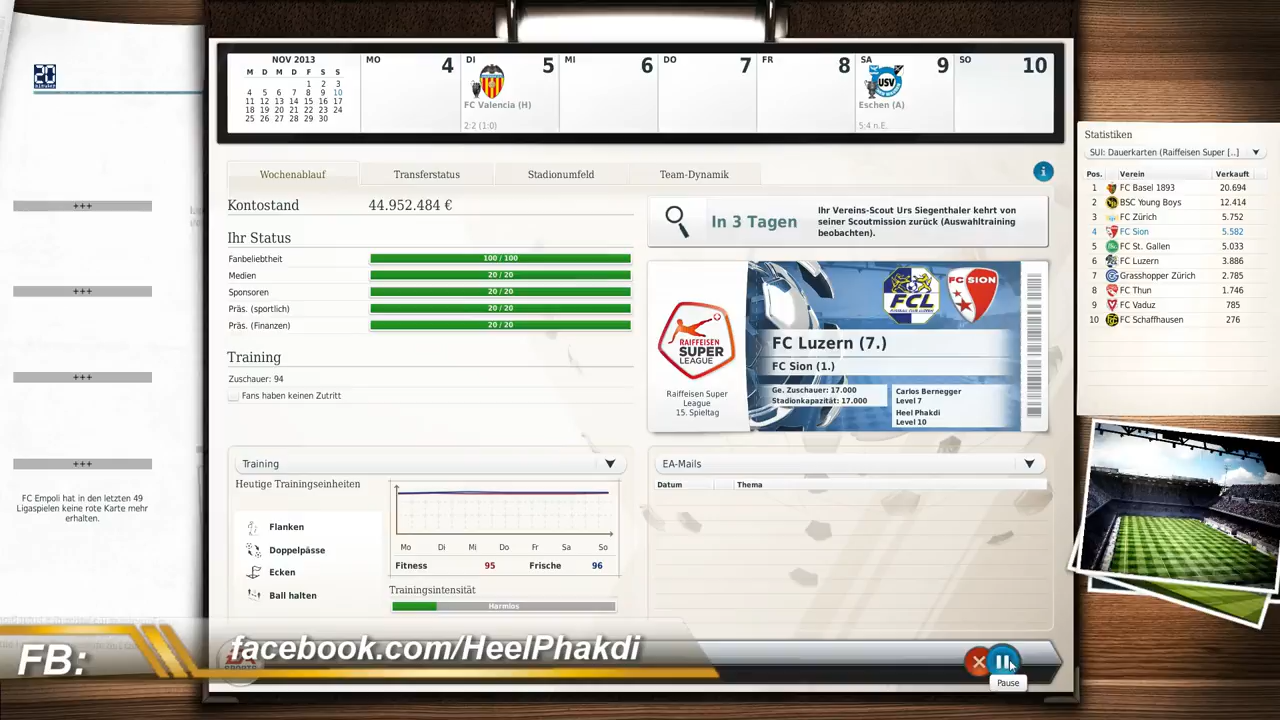 NOV 2013
M D M D F S S
1 2 3
4 5 6 7 8 9 10
11 12 13 14 15 16 17
18 19 20 21 22 23 24
25 26 27 28 29 30
MO 4
DI 5
FC Valencia (H)
2:2 (1:0)
MI 6
DO 7
FR 8
SA 9
USV
Eschen (A)
5:4 n.E.
SO 10
20
+++
+++
+++
+++
FC Empoli hat in den letzten 49
Ligaspielen keine rote Karte mehr
erhalten.
Wochenablauf
Transferstatus
Stadionumfeld
Team-Dynamik
i
Kontostand 44.952.484 €
Ihr Status
Fanbeliebtheit 100 / 100
Medien 20 / 20
Sponsoren 20 / 20
Präs. (sportlich) 20 / 20
Präs. (Finanzen) 20 / 20
Training
Zuschauer: 94
Fans haben keinen Zutritt
In 3 Tagen
Ihr Vereins-Scout Urs Siegenthaler kehrt von
seiner Scoutmission zurück (Auswahltraining
beobachten).
RAIFFEISEN
SUPER
LEAGUE
Raiffeisen Super
League
15. Spieltag
FCL
FC SION
FC Luzern (7.)
FC Sion (1.)
Ge. Zuschauer: 17.000
Stadionkapazität: 17.000
Carlos Bernegger
Level 7
Heel Phakdi
Level 10
Training
Heutige Trainingseinheiten
Flanken
Doppelpässe
Ecken
Ball halten
Mo Di Mi Do Fr Sa So
Fitness 95 Frische 96
Trainingsintensität
Harmlos
EA-Mails
Datum Thema
Statistiken
SUI: Dauerkarten (Raiffeisen Super [..]
Pos. Verein Verkauft
1 FC Basel 1893 20.694
2 BSC Young Boys 12.414
3 FC Zürich 5.752
4 FC Sion 5.582
5 FC St. Gallen 5.033
6 FC Luzern 3.886
7 Grasshopper Zürich 2.785
8 FC Thun 1.746
9 FC Vaduz 785
10 FC Schaffhausen 276
FB:
facebook.com/HeelPhakdi
Pause